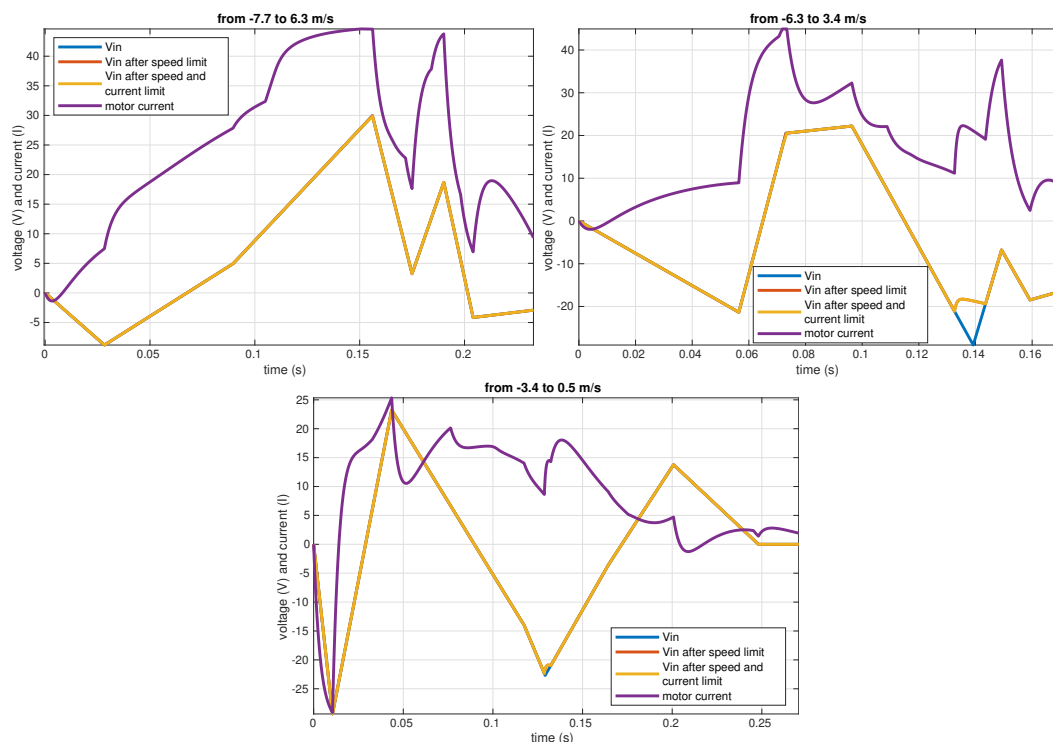 from -7.7 to 6.3 m/s
voltage (V) and current (I)
40
35
30
25
20
15
10
5
0
-5
Vin
Vin after speed limit
Vin after speed and
current limit
motor current
0
0.05
0.1
0.15
0.2
time (s)
from -6.3 to 3.4 m/s
voltage (V) and current (I)
40
30
20
10
0
-10
-20
Vin
Vin after speed limit
Vin after speed and
current limit
motor current
0
0.02
0.04
0.06
0.08
0.1
0.12
0.14
0.16
time (s)
from -3.4 to 0.5 m/s
voltage (V) and current (I)
25
20
15
10
5
0
-5
-10
-15
-20
-25
Vin
Vin after speed limit
Vin after speed and
current limit
motor current
0
0.05
0.1
0.15
0.2
0.25
time (s)